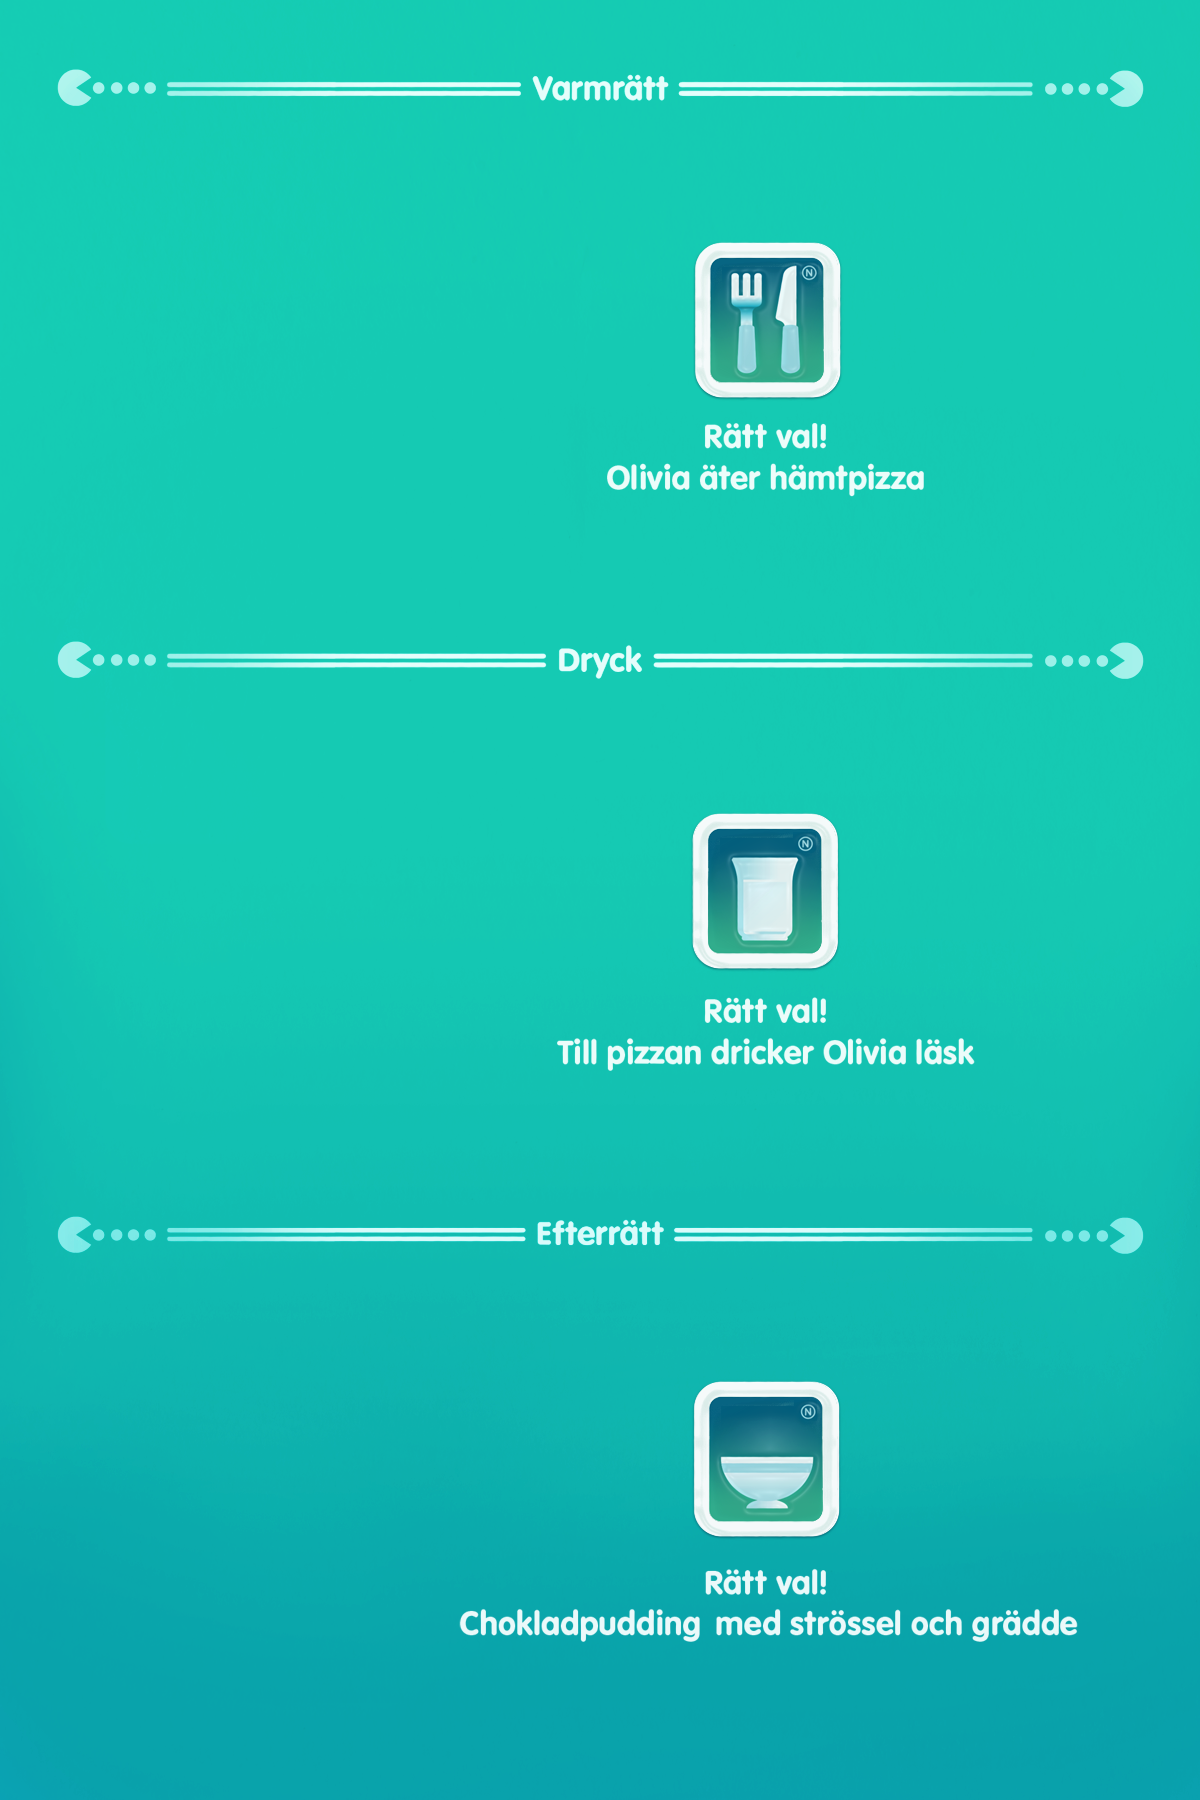 Varmrätt
N
Rätt val!
Olivia äter hämtpizza
Dryck
N
Rätt val!
Till pizzan dricker Olivia läsk
Efterrätt
N
Rätt val!
Chokladpudding med strössel och grädde